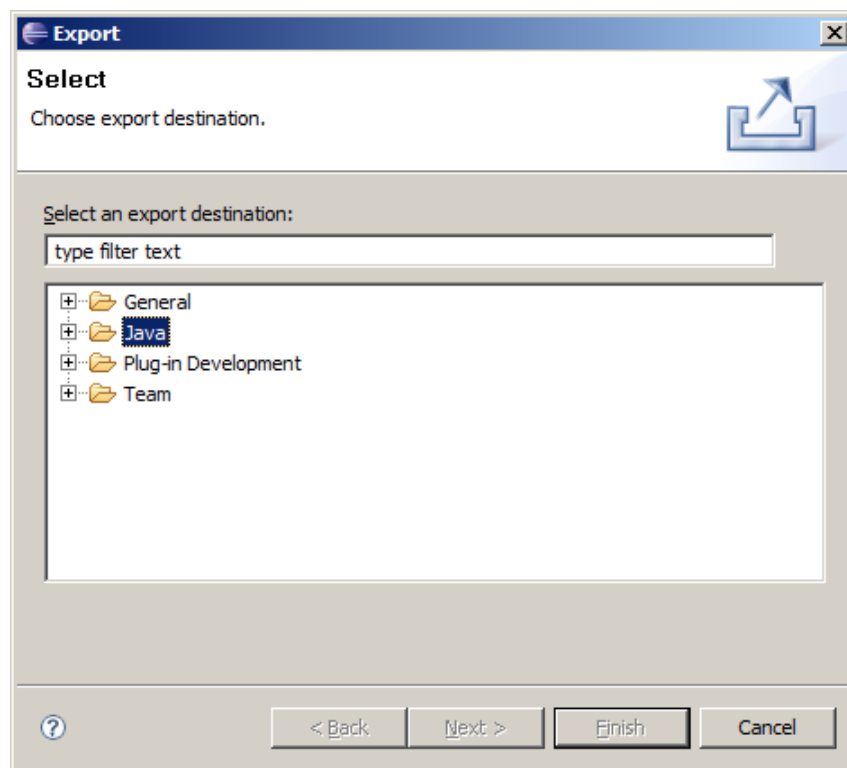 Export
Select
Choose export destination.
Select an export destination:
type filter text
General
Java
Plug-in Development
Team
< Back Next > Finish Cancel